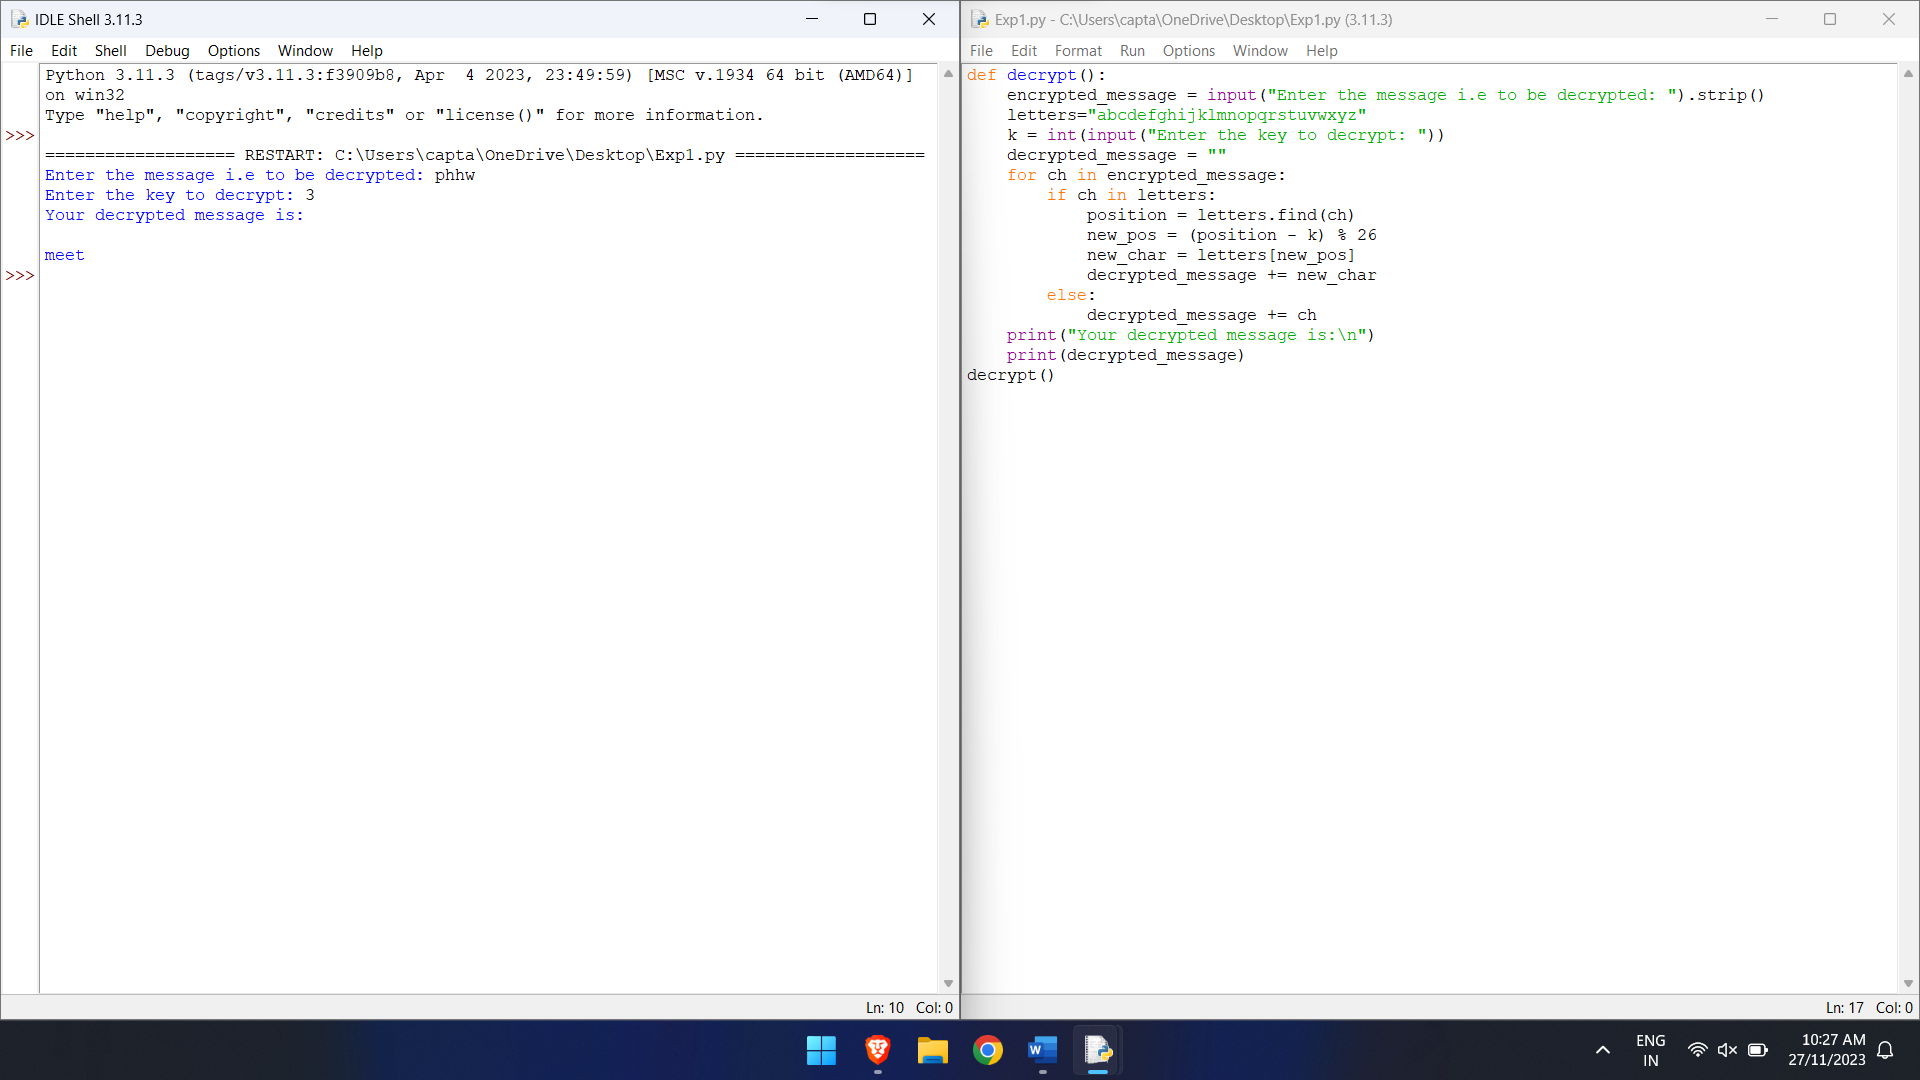 IDLE Shell 3.11.3
File Edit Shell Debug Options Window Help
Python 3.11.3 (tags/v3.11.3:f3909b8, Apr  4 2023, 23:49:59) [MSC v.1934 64 bit (AMD64)]
on win32
Type "help", "copyright", "credits" or "license()" for more information.
>>>
=================== RESTART: C:\Users\capta\OneDrive\Desktop\Exp1.py ===================
Enter the message i.e to be decrypted: phhw
Enter the key to decrypt: 3
Your decrypted message is:
meet
>>>
Ln: 10 Col: 0
Exp1.py - C:\Users\capta\OneDrive\Desktop\Exp1.py (3.11.3)
File Edit Format Run Options Window Help
def decrypt():
    encrypted_message = input("Enter the message i.e to be decrypted: ").strip()
    letters="abcdefghijklmnopqrstuvwxyz"
    k = int(input("Enter the key to decrypt: "))
    decrypted_message = ""
    for ch in encrypted_message:
        if ch in letters:
            position = letters.find(ch)
            new_pos = (position - k) % 26
            new_char = letters[new_pos]
            decrypted_message += new_char
        else:
            decrypted_message += ch
    print("Your decrypted message is:\n")
    print(decrypted_message)
decrypt()
Ln: 17 Col: 0
W
ENG
IN
10:27 AM
27/11/2023